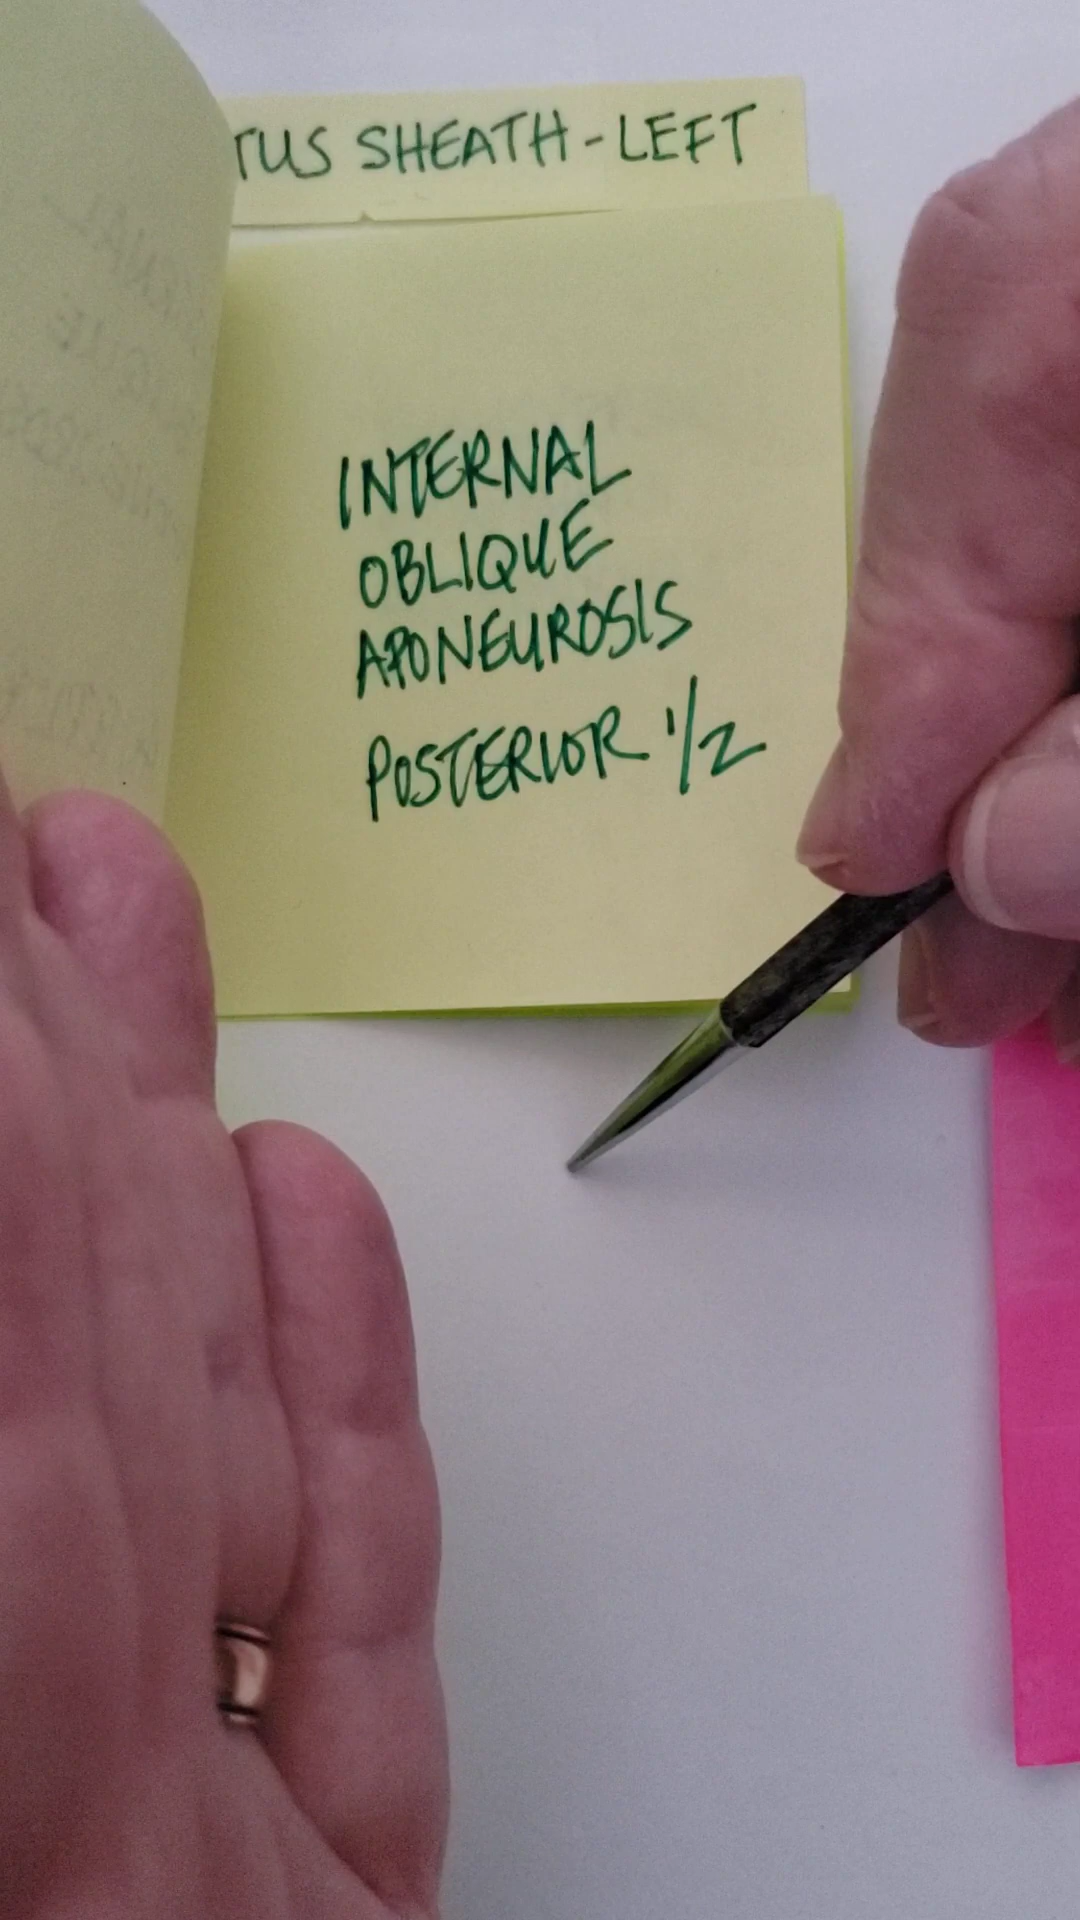 TUS SHEATH - LEFT
INTERNAL
OBLIQUE
APONEUROSIS
POSTERIOR 1/2